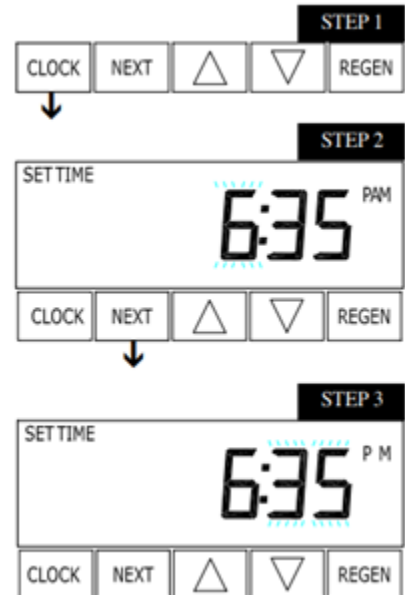 STEP 1
CLOCK NEXT REGEN
STEP 2
SET TIME
6:35 PAM
CLOCK NEXT REGEN
STEP 3
SET TIME
6:35 P M
CLOCK NEXT REGEN